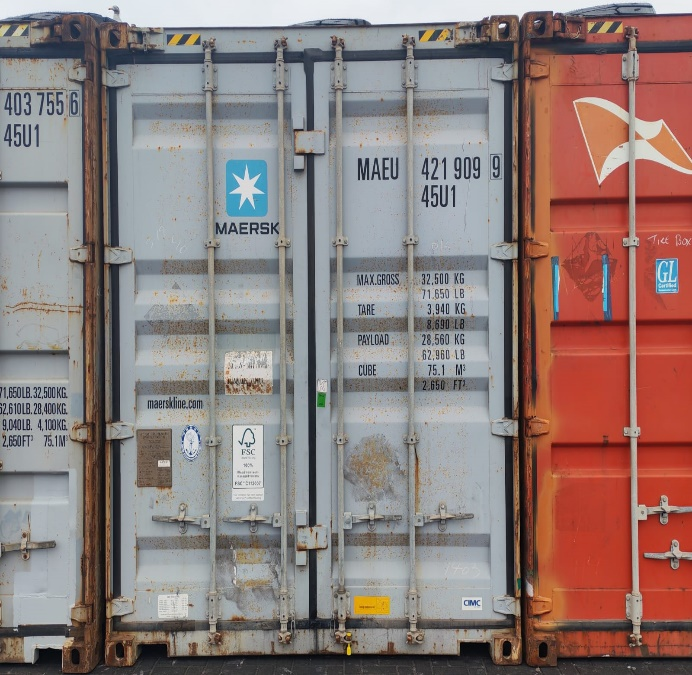 403 755 6
45U1
71,650LB.32,500KG.
62,610LB.28,400KG.
9,040LB. 4,100KG.
2,650FT³ 75.1M³
MAERSK
maerskline.com
FSC
100%
MAEU 421 909 9
45U1
MAX.GROSS 32,500 KG
71,650 LB
TARE 3,940 KG
8,690 LB
PAYLOAD 28,560 KG
62,960 LB
CUBE 75.1 M³
2,650 FT³
CIMC
GL
Certified